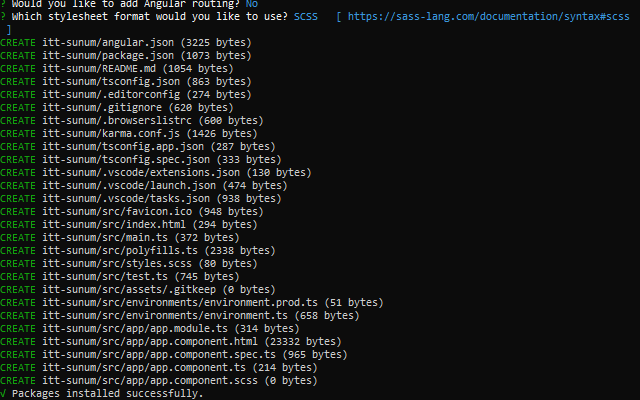 ? Would you like to add Angular routing? No
? Which stylesheet format would you like to use? SCSS   [ https://sass-lang.com/documentation/syntax#scss
 ]
CREATE itt-sunum/angular.json (3225 bytes)
CREATE itt-sunum/package.json (1073 bytes)
CREATE itt-sunum/README.md (1054 bytes)
CREATE itt-sunum/tsconfig.json (863 bytes)
CREATE itt-sunum/.editorconfig (274 bytes)
CREATE itt-sunum/.gitignore (620 bytes)
CREATE itt-sunum/.browserslistrc (600 bytes)
CREATE itt-sunum/karma.conf.js (1426 bytes)
CREATE itt-sunum/tsconfig.app.json (287 bytes)
CREATE itt-sunum/tsconfig.spec.json (333 bytes)
CREATE itt-sunum/.vscode/extensions.json (130 bytes)
CREATE itt-sunum/.vscode/launch.json (474 bytes)
CREATE itt-sunum/.vscode/tasks.json (938 bytes)
CREATE itt-sunum/src/favicon.ico (948 bytes)
CREATE itt-sunum/src/index.html (294 bytes)
CREATE itt-sunum/src/main.ts (372 bytes)
CREATE itt-sunum/src/polyfills.ts (2338 bytes)
CREATE itt-sunum/src/styles.scss (80 bytes)
CREATE itt-sunum/src/test.ts (745 bytes)
CREATE itt-sunum/src/assets/.gitkeep (0 bytes)
CREATE itt-sunum/src/environments/environment.prod.ts (51 bytes)
CREATE itt-sunum/src/environments/environment.ts (658 bytes)
CREATE itt-sunum/src/app/app.module.ts (314 bytes)
CREATE itt-sunum/src/app/app.component.html (23332 bytes)
CREATE itt-sunum/src/app/app.component.spec.ts (965 bytes)
CREATE itt-sunum/src/app/app.component.ts (214 bytes)
CREATE itt-sunum/src/app/app.component.scss (0 bytes)
√ Packages installed successfully.